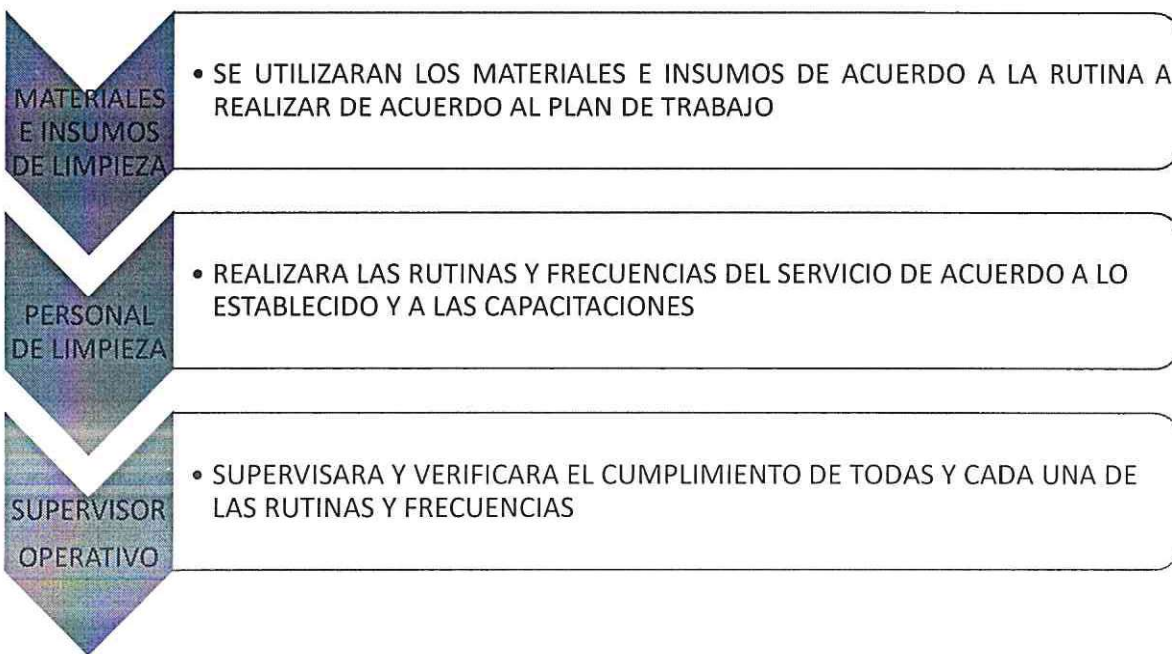 MATERIALES
E INSUMOS
DE LIMPIEZA
• SE UTILIZARAN LOS MATERIALES E INSUMOS DE ACUERDO A LA RUTINA A
REALIZAR DE ACUERDO AL PLAN DE TRABAJO
PERSONAL
DE LIMPIEZA
• REALIZARA LAS RUTINAS Y FRECUENCIAS DEL SERVICIO DE ACUERDO A LO
ESTABLECIDO Y A LAS CAPACITACIONES
SUPERVISOR
OPERATIVO
• SUPERVISARA Y VERIFICARA EL CUMPLIMIENTO DE TODAS Y CADA UNA DE
LAS RUTINAS Y FRECUENCIAS